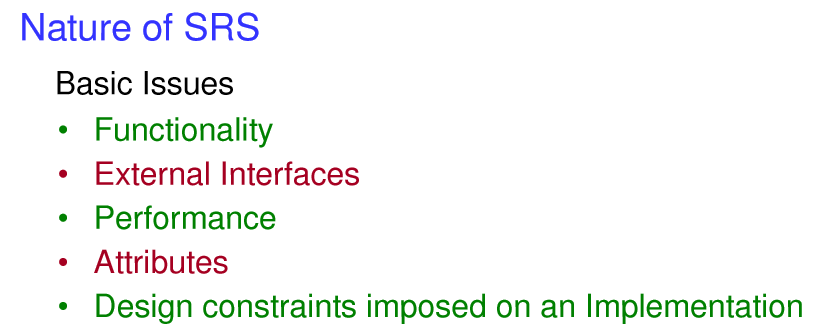 Nature of SRS
Basic Issues
• Functionality
• External Interfaces
• Performance
• Attributes
• Design constraints imposed on an Implementation